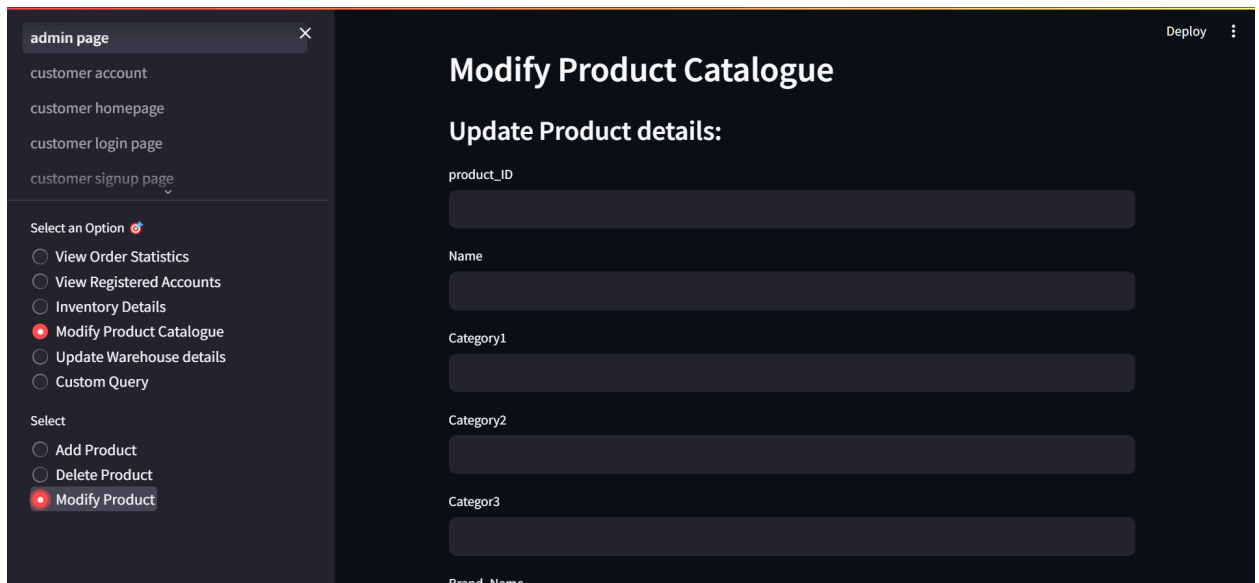 admin page
customer account
customer homepage
customer login page
customer signup page
Select an Option 🎯
View Order Statistics
View Registered Accounts
Inventory Details
Modify Product Catalogue
Update Warehouse details
Custom Query
Select
Add Product
Delete Product
Modify Product
Deploy
Modify Product Catalogue
Update Product details:
product_ID
Name
Category1
Category2
Categor3
Brand_Name